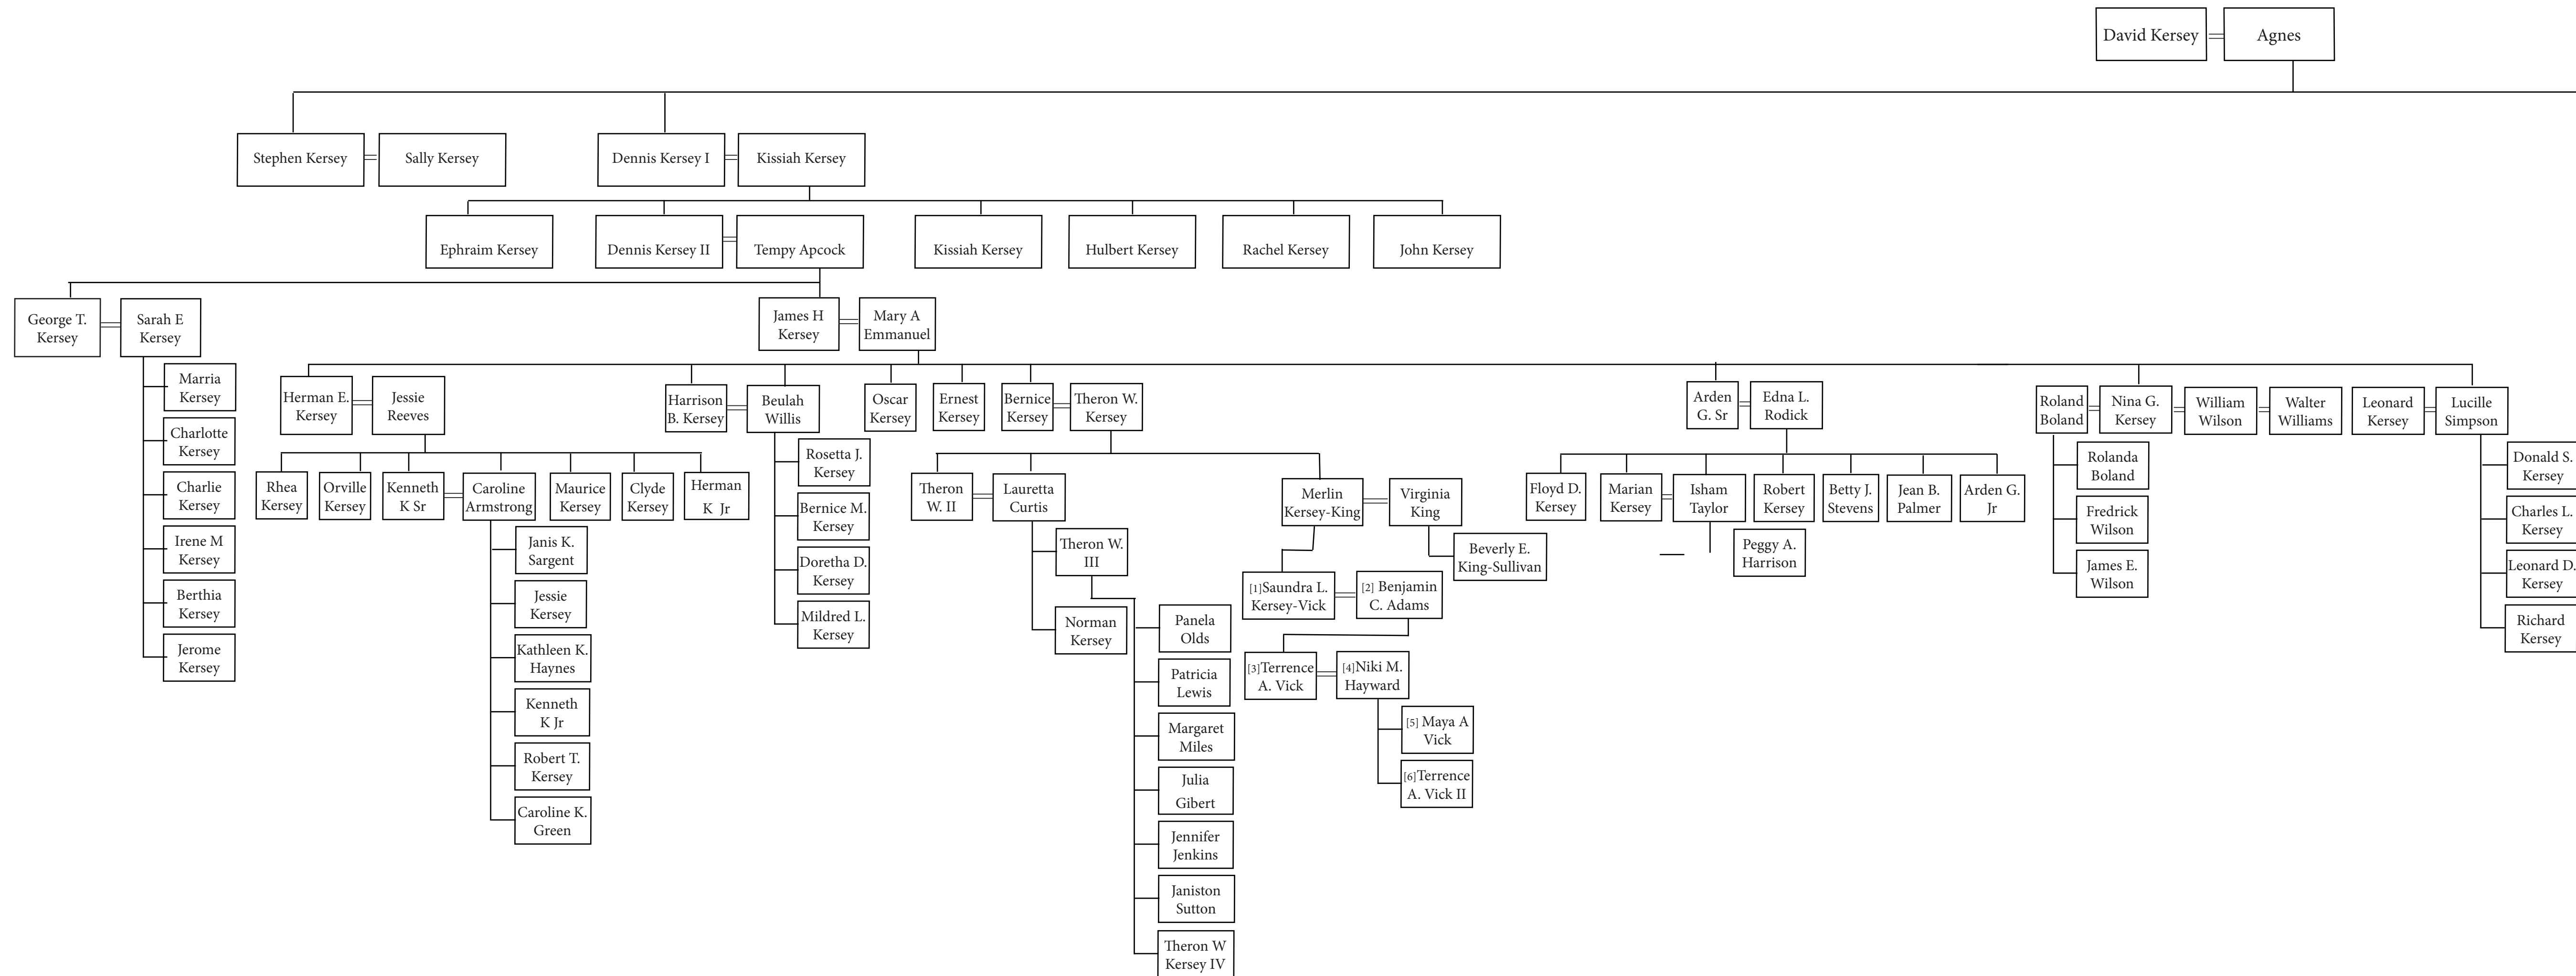 David Kersey
Agnes
Stephen Kersey
Sally Kersey
Dennis Kersey I
Kissiah Kersey
Ephraim Kersey
Dennis Kersey II
Tempy Apcock
Kissiah Kersey
Hulbert Kersey
Rachel Kersey
John Kersey
George T.
Kersey
Sarah E
Kersey
James H
Kersey
Mary A
Emmanuel
Marria
Kersey
Charlotte
Kersey
Charlie
Kersey
Irene M
Kersey
Berthia
Kersey
Jerome
Kersey
Herman E.
Kersey
Jessie
Reeves
Harrison
B. Kersey
Beulah
Willis
Oscar
Kersey
Ernest
Kersey
Bernice
Kersey
Theron W.
Kersey
Arden
G. Sr
Edna L.
Rodick
Roland
Boland
Nina G.
Kersey
William
Wilson
Walter
Williams
Leonard
Kersey
Lucille
Simpson
Rhea
Kersey
Orville
Kersey
Kenneth
K Sr
Caroline
Armstrong
Maurice
Kersey
Clyde
Kersey
Herman
K Jr
Janis K.
Sargent
Jessie
Kersey
Kathleen K.
Haynes
Kenneth
K Jr
Robert T.
Kersey
Caroline K.
Green
Rosetta J.
Kersey
Bernice M.
Kersey
Doretha D.
Kersey
Mildred L.
Kersey
Theron
W. II
Lauretta
Curtis
Merlin
Kersey-King
Virginia
King
Theron W.
III
Norman
Kersey
Panela
Olds
Patricia
Lewis
Margaret
Miles
Julia
Gibert
Jennifer
Jenkins
Janiston
Sutton
Theron W
Kersey IV
Beverly E.
King-Sullivan
[1]Saundra L.
Kersey-Vick
[2] Benjamin
C. Adams
[3]Terrence
A. Vick
[4]Niki M.
Hayward
[5] Maya A
Vick
[6]Terrence
A. Vick II
Floyd D.
Kersey
Marian
Kersey
Isham
Taylor
Robert
Kersey
Betty J.
Stevens
Jean B.
Palmer
Arden G.
Jr
Peggy A.
Harrison
Rolanda
Boland
Fredrick
Wilson
James E.
Wilson
Donald S.
Kersey
Charles L.
Kersey
Leonard D.
Kersey
Richard
Kersey